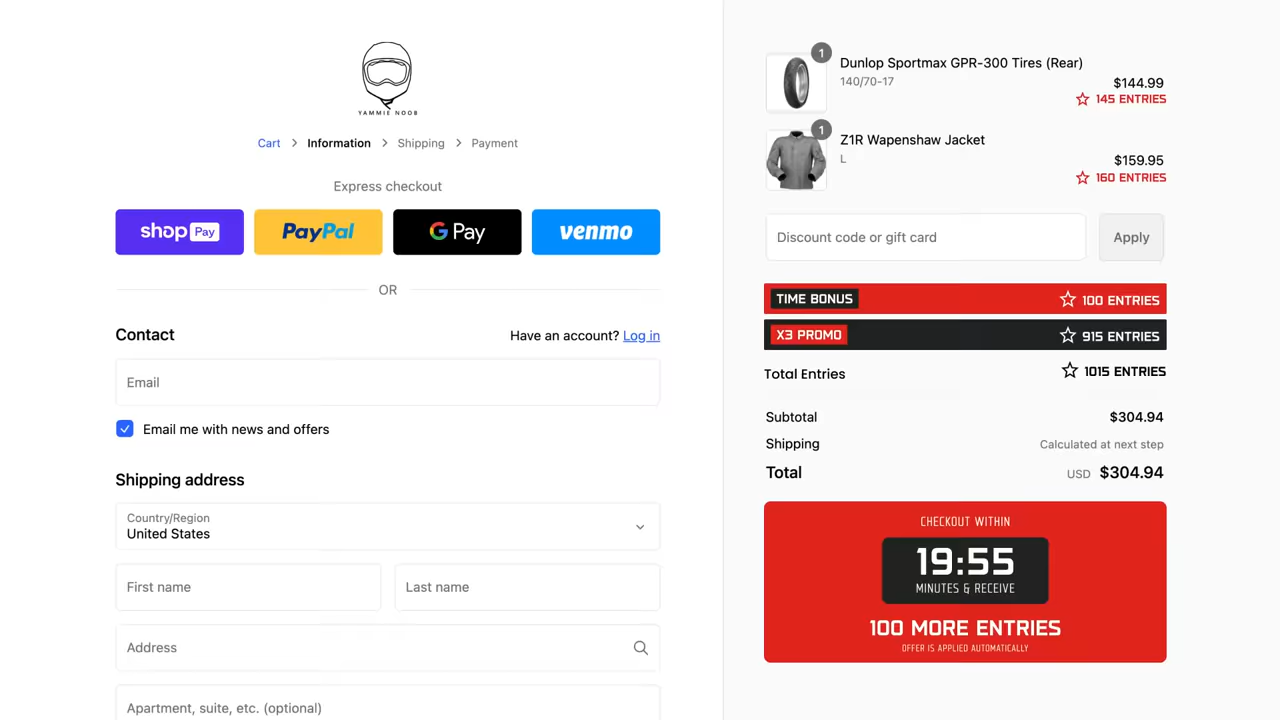 YAMMIE NOOB
Cart > Information > Shipping > Payment
Express checkout
shop Pay
PayPal
G Pay
venmo
OR
Contact
Have an account? Log in
Email
Email me with news and offers
Shipping address
Country/Region
United States
First name
Last name
Address
Apartment, suite, etc. (optional)
1
Dunlop Sportmax GPR-300 Tires (Rear)
140/70-17
$144.99
145 ENTRIES
1
Z1R Wapenshaw Jacket
L
$159.95
160 ENTRIES
Discount code or gift card
Apply
TIME BONUS
100 ENTRIES
X3 PROMO
915 ENTRIES
Total Entries
1015 ENTRIES
Subtotal
$304.94
Shipping
Calculated at next step
Total
USD $304.94
CHECKOUT WITHIN
19:55
MINUTES & RECEIVE
100 MORE ENTRIES
OFFER IS APPLIED AUTOMATICALLY